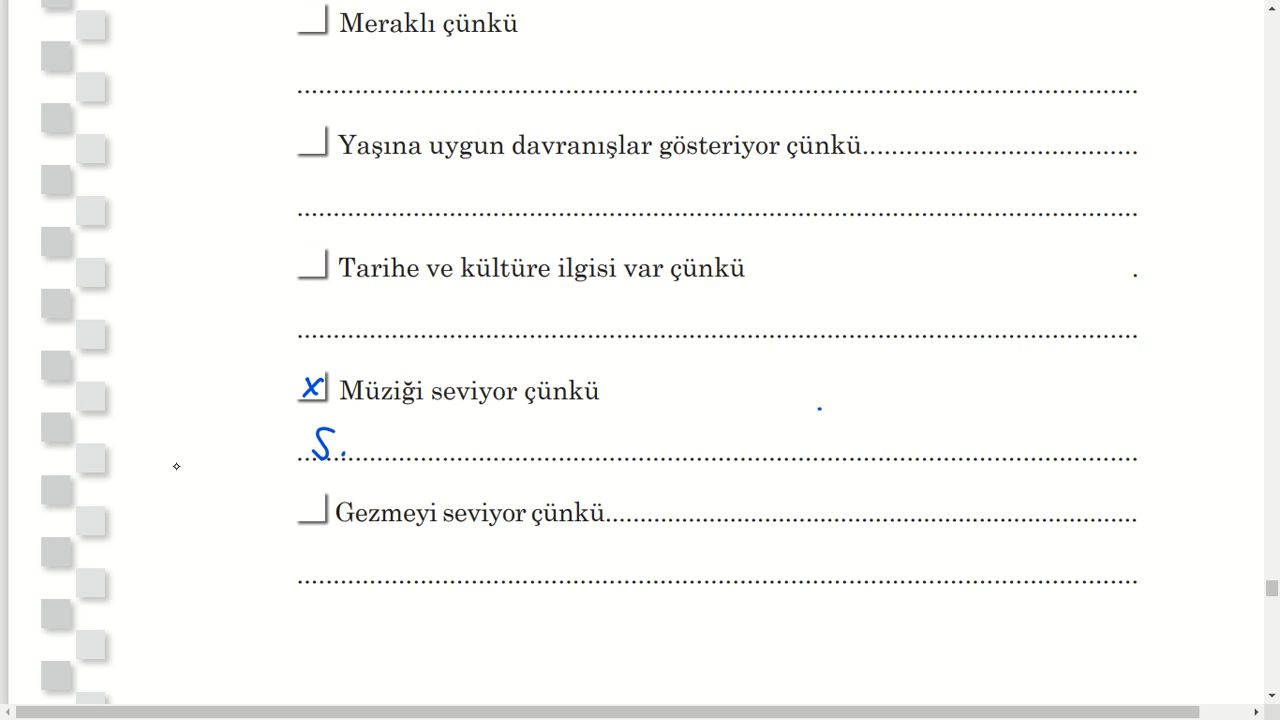 Meraklı çünkü
..............................................................................................
Yaşına uygun davranışlar gösteriyor çünkü...............................
..............................................................................................
Tarihe ve kültüre ilgisi var çünkü .
..............................................................................................
x Müziği seviyor çünkü
S. ..............................................................................................
Gezmeyi seviyor çünkü...........................................................
..............................................................................................